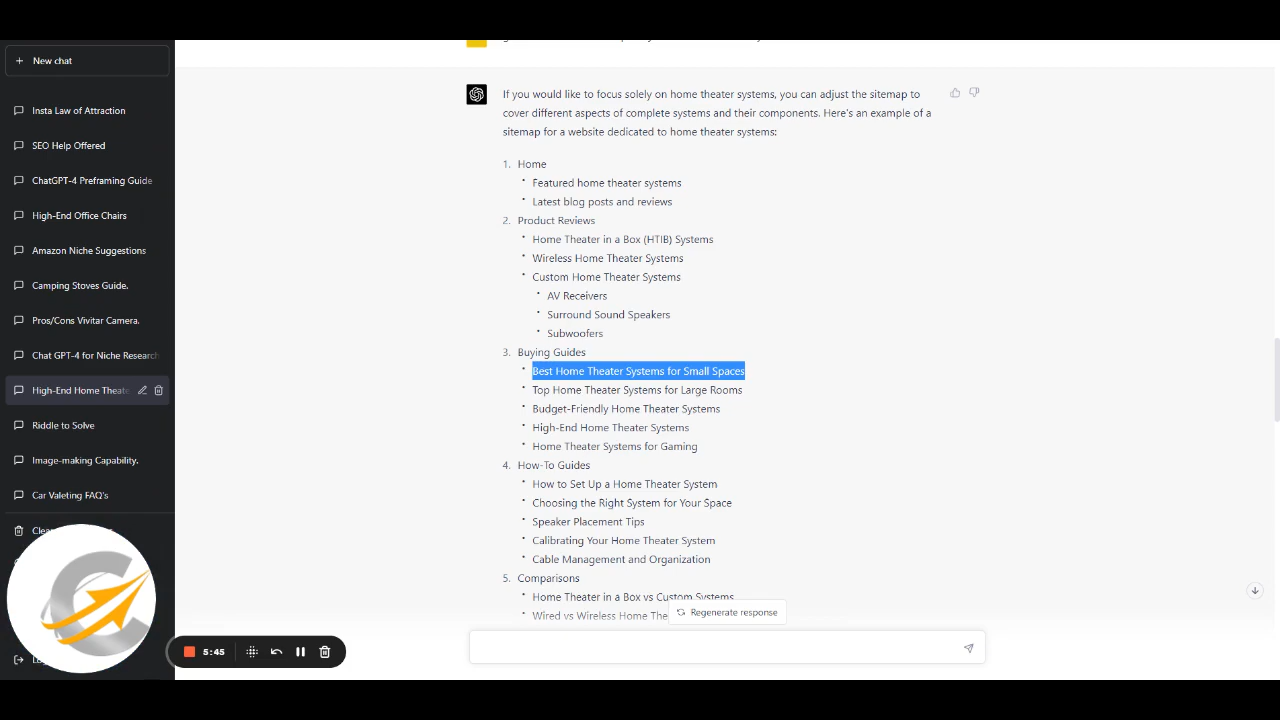 New chat
Insta Law of Attraction
SEO Help Offered
ChatGPT-4 Preframing Guide
High-End Office Chairs
Amazon Niche Suggestions
Camping Stoves Guide.
Pros/Cons Vivitar Camera.
Chat GPT-4 for Niche Research
High-End Home Theate
Riddle to Solve
Image-making Capability.
Car Valeting FAQ's
If you would like to focus solely on home theater systems, you can adjust the sitemap to
cover different aspects of complete systems and their components. Here's an example of a
sitemap for a website dedicated to home theater systems:
1. Home
• Featured home theater systems
• Latest blog posts and reviews
2. Product Reviews
• Home Theater in a Box (HTIB) Systems
• Wireless Home Theater Systems
• Custom Home Theater Systems
• AV Receivers
• Surround Sound Speakers
• Subwoofers
3. Buying Guides
• Best Home Theater Systems for Small Spaces
• Top Home Theater Systems for Large Rooms
• Budget-Friendly Home Theater Systems
• High-End Home Theater Systems
• Home Theater Systems for Gaming
4. How-To Guides
• How to Set Up a Home Theater System
• Choosing the Right System for Your Space
• Speaker Placement Tips
• Calibrating Your Home Theater System
• Cable Management and Organization
5. Comparisons
• Home Theater in a Box vs Custom Systems
• Wired vs Wireless Home The
Regenerate response
5:45